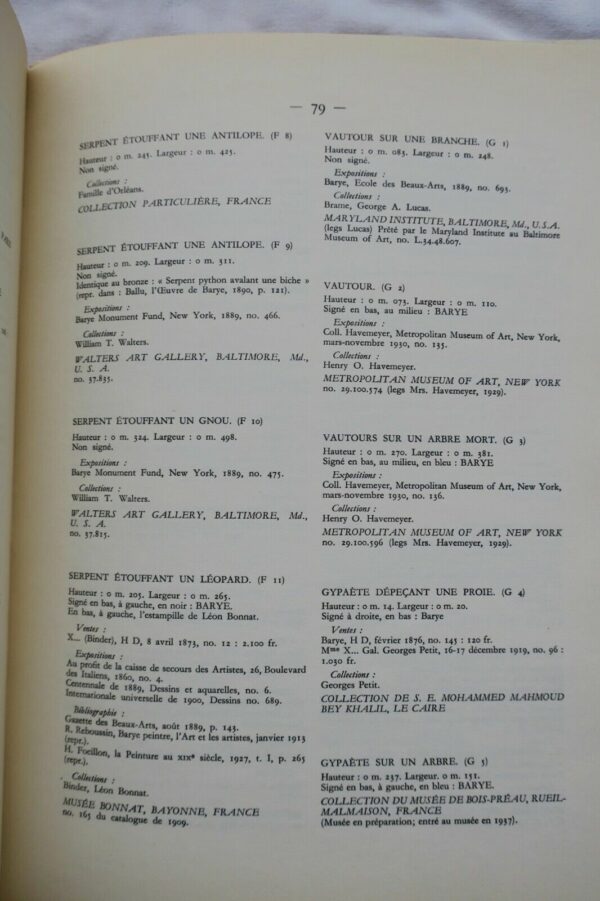 — 79 —
SERPENT ÉTOUFFANT UNE ANTILOPE. (F 8)
Hauteur : 0 m. 245. Largeur : 0 m. 425.
Non signé.
Collections :
Famille d'Orléans.
COLLECTION PARTICULIÈRE, FRANCE
SERPENT ÉTOUFFANT UNE ANTILOPE. (F 9)
Hauteur : 0 m. 209. Largeur : 0 m. 311.
Non signé.
Identique au bronze : « Serpent python avalant une biche »
(repr. dans : Ballu, l'Œuvre de Barye, 1890, p. 121).
Expositions :
Barye Monument Fund, New York, 1889, no. 466.
Collections :
William T. Walters.
WALTERS ART GALLERY, BALTIMORE, Md.,
U. S. A.
no. 37.835.
SERPENT ÉTOUFFANT UN GNOU. (F 10)
Hauteur : 0 m. 324. Largeur : 0 m. 498.
Non signé.
Expositions :
Barye Monument Fund, New York, 1889, no. 475.
Collections :
William T. Walters.
WALTERS ART GALLERY, BALTIMORE, Md.,
U. S. A.
no. 37.815.
SERPENT ÉTOUFFANT UN LÉOPARD. (F 11)
Hauteur : 0 m. 205. Largeur : 0 m. 265.
Signé en bas, à gauche, en noir : BARYE.
En bas, à gauche, l'estampille de Léon Bonnat.
Ventes :
X... (Binder), H D, 8 avril 1873, no. 12 : 2.100 fr.
Expositions :
Au profit de la caisse de secours des Artistes, 26, Boulevard
des Italiens, 1860, no. 4.
Centennale de 1889, Dessins et aquarelles, no. 6.
Internationale universelle de 1900, Dessins no. 689.
Bibliographie :
Gazette des Beaux-Arts, août 1889, p. 143.
R. Reboussin, Barye peintre, l'Art et les artistes, janvier 1913
(repr.).
H. Focillon, la Peinture au XIXe siècle, 1927, t. I, p. 265
(repr.).
Collections :
Binder, Léon Bonnat.
MUSÉE BONNAT, BAYONNE, FRANCE
no. 165 du catalogue de 1909.
VAUTOUR SUR UNE BRANCHE. (G 1)
Hauteur : 0 m. 085. Largeur : 0 m. 248.
Non signé.
Expositions :
Barye, Ecole des Beaux-Arts, 1889, no. 693.
Collections :
Brame, George A. Lucas.
MARYLAND INSTITUTE, BALTIMORE, Md., U.S.A.
(legs Lucas) Prêté par le Maryland Institute au Baltimore
Museum of Art, no. L.34.48.607.
VAUTOUR. (G 2)
Hauteur : 0 m. 073. Largeur : 0 m. 110.
Signé en bas, au milieu : BARYE
Expositions :
Coll. Havemeyer, Metropolitan Museum of Art, New York,
mars-novembre 1930, no. 135.
Collections :
Henry O. Havemeyer.
METROPOLITAN MUSEUM OF ART, NEW YORK
no. 29.100.574 (legs Mrs. Havemeyer, 1929).
VAUTOURS SUR UN ARBRE MORT. (G 3)
Hauteur : 0 m. 270. Largeur : 0 m. 381.
Signé en bas, au milieu, en bleu : BARYE
Expositions :
Coll. Havemeyer, Metropolitan Museum of Art, New York,
mars-novembre 1930, no. 136.
Collections :
Henry O. Havemeyer.
METROPOLITAN MUSEUM OF ART, NEW YORK
no. 29.100.596 (legs Mrs. Havemeyer, 1929).
GYPAÈTE DÉPEÇANT UNE PROIE. (G 4)
Hauteur : 0 m. 14. Largeur : 0 m. 20.
Signé à droite, en bas : Barye
Ventes :
Barye, H D, février 1876, no. 145 : 120 fr.
Mme X... Gal. Georges Petit, 16-17 décembre 1919, no. 96 :
1.030 fr.
Collections :
Georges Petit.
COLLECTION DE S. E. MOHAMMED MAHMOUD
BEY KHALIL, LE CAIRE
GYPAÈTE SUR UN ARBRE. (G 5)
Hauteur : 0 m. 237. Largeur. 0 m. 151.
Signé en bas, à gauche, en bleu : BARYE.
COLLECTION DU MUSÉE DE BOIS-PRÉAU, RUEIL-
MALMAISON, FRANCE
(Musée en préparation; entré au musée en 1937).